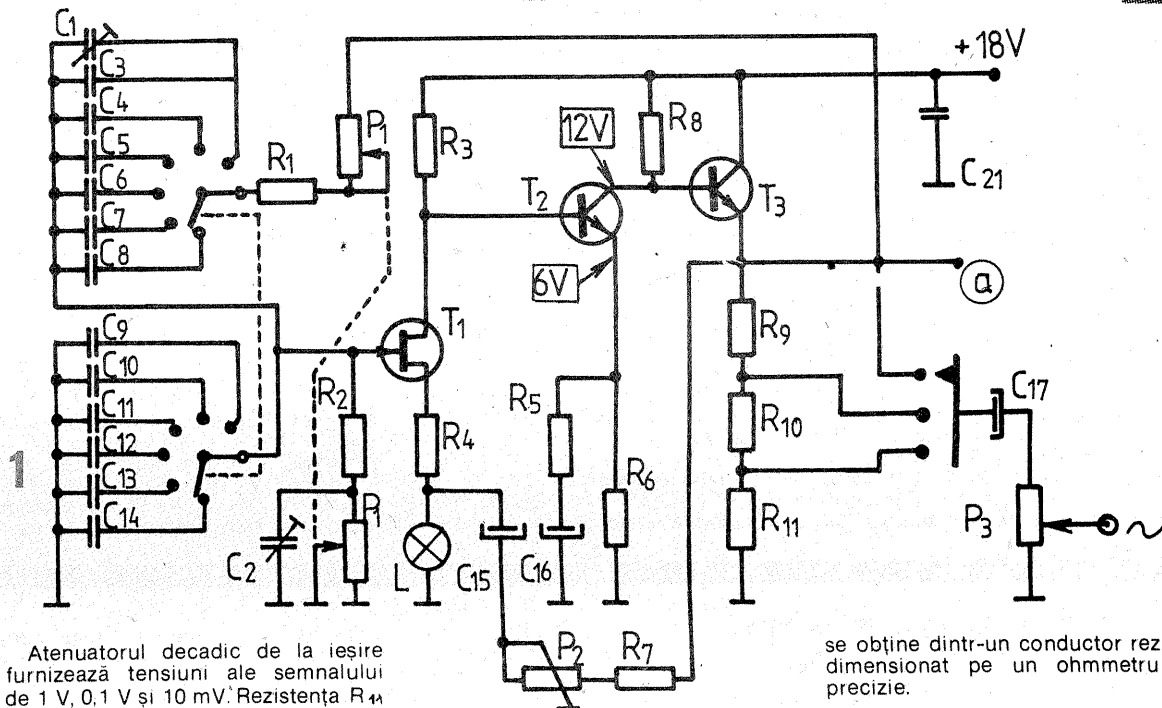 C1
C3
C4
C5
C6
C7
C8
R1
P1
R3
+18V
12V
R8
C21
T2
T3
6V
a
T1
C9
C10
C11
C12
C13
C14
R2
R4
R5
R6
R9
R10
R11
C17
P3
1
C2
P1
L
C15
C16
P2
R7
Atenuatorul decadic de la ieșire
furnizează tensiuni ale semnalului
de 1 V, 0,1 V și 10 mV. Rezistența R11
se obține dintr-un conductor rez
dimensionat pe un ohmmetru
precizie.